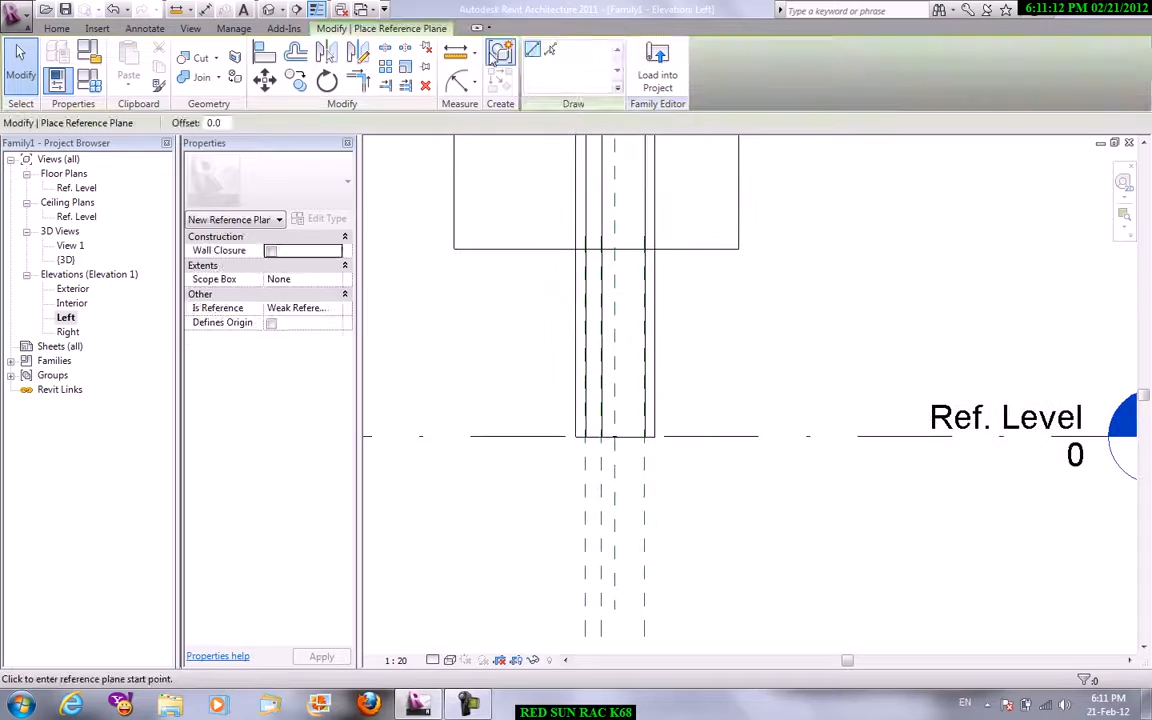 Autodesk Revit Architecture 2011 - [Family1 - Elevation: Left]
Type a keyword or phrase
6:11:12 PM 02/21/2012
Home
Insert
Annotate
View
Manage
Add-Ins
Modify | Place Reference Plane
Modify
Paste
Cut
Join
Load into
Project
Select
Properties
Clipboard
Geometry
Modify
Measure
Create
Draw
Family Editor
Modify | Place Reference Plane
Offset: 0.0
Family1 - Project Browser
Views (all)
Floor Plans
Ref. Level
Ceiling Plans
Ref. Level
3D Views
View 1
{3D}
Elevations (Elevation 1)
Exterior
Interior
Left
Right
Sheets (all)
Families
Groups
Revit Links
Properties
New Reference Plan
Edit Type
Construction
Wall Closure
Extents
Scope Box None
Other
Is Reference Weak Refere...
Defines Origin
Properties help
Apply
Ref. Level
0
1 : 20
Click to enter reference plane start point.
:0
EN
6:11 PM
21-Feb-12
RED SUN RAC K68